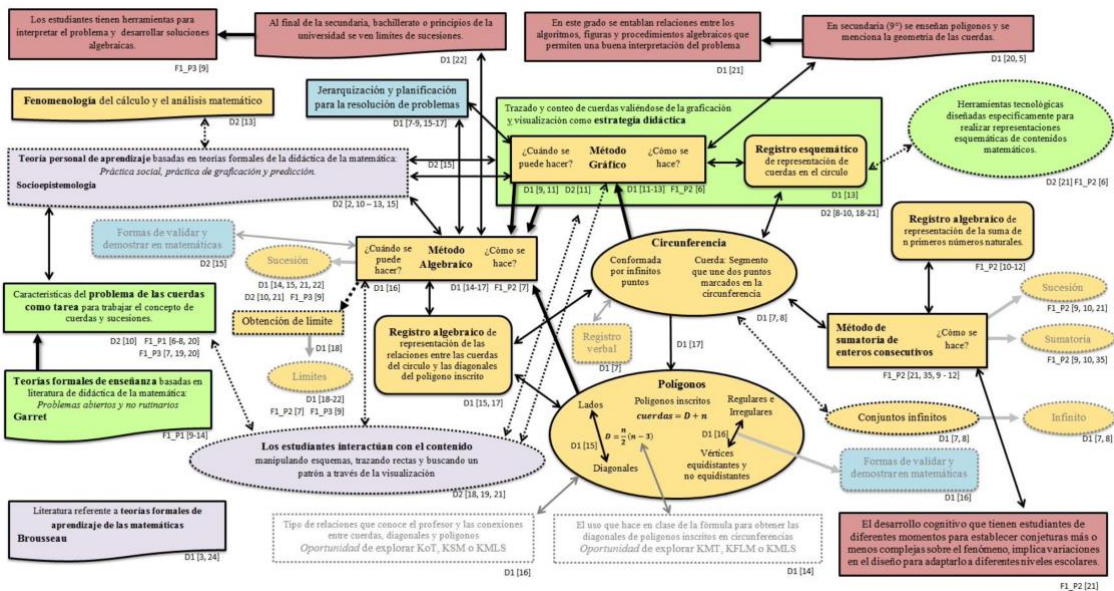 Los estudiantes tienen herramientas para
interpretar el problema y desarrollar soluciones
algebraicas.
F1_P3 [9]
Al final de la secundaria, bachillerato o principios de la
universidad se ven limites de sucesiones.
D1 [22]
En este grado se entablan relaciones entre los
algoritmos, figuras y procedimientos algebraicos que
permiten una buena interpretación del problema
D1 [21]
En secundaria (9°) se enseñan polígonos y se
menciona la geometría de las cuerdas.
D1 [20, 5]
Fenomenología del cálculo y el análisis matemático
D2 [13]
Jerarquización y planificación
para la resolución de problemas
D1 [7-9, 15-17]
Trazado y conteo de cuerdas valiéndose de la graficación
y visualización como estrategia didáctica
¿Cuándo se
puede hacer?
Método
Gráfico
¿Cómo se
hace?
D1 [9, 11] D2 [11]
D1 [11-13] F1_P2 [6]
Registro esquemático
de representación de
cuerdas en el circulo
D1 [13]
D2 [8-10, 18-21]
Herramientas tecnológicas
diseñadas específicamente para
realizar representaciones
esquemáticas de contenidos
matemáticos.
D2 [21] F1_P2 [6]
Teoría personal de aprendizaje basadas en teorías formales de la didáctica de la matemática:
Práctica social, práctica de graficación y predicción.
Socioepistemología
D2 [2, 10 – 13, 15]
D2 [15]
Formas de validar y
demostrar en matemáticas
D2 [15]
Sucesión
D1 [14, 15, 21, 22]
D2 [10, 21] F1_P3 [9]
¿Cuándo se
puede
hacer?
Método
Algebraico
¿Cómo se
hace?
D1 [16]
D1 [14-17] F1_P2 [7]
Circunferencia
Conformada
por infinitos
puntos
Cuerda: Segmento
que une dos puntos
marcados en la
circunferencia
D1 [7, 8]
Registro algebraico de
representación de la suma de
n primeros números naturales.
F1_P2 [10-12]
Características del problema de las cuerdas
como tarea para trabajar el concepto de
cuerdas y sucesiones.
D2 [10] F1_P1 [6-8, 20]
F1_P3 [7, 19, 20]
Obtención de limite
D1 [18]
Limites
D1 [18-22]
F1_P2 [7] F1_P3 [9]
Registro algebraico de
representación de las
relaciones entre las cuerdas
del circulo y las diagonales
del polígono inscrito
D1 [15, 17]
Registro
verbal
D1 [7]
D1 [17]
Método de
sumatoria de
enteros consecutivos
¿Cómo se
hace?
F1_P2 [21, 35, 9 - 12]
Sucesión
F1_P2 [9, 10, 21]
Sumatoria
F1_P2 [9, 10, 35]
Teorías formales de enseñanza basadas en
literatura de didáctica de la matemática:
Problemas abiertos y no rutinarios
Garret
F1_P1 [9-14]
Polígonos
Lados
Polígonos inscritos
cuerdas = D + n
Regulares e
Irregulares
D1 [15]
D = n/2 (n − 3)
D1 [16]
Diagonales
Vértices
equidistantes y
no equidistantes
Conjuntos infinitos
D1 [7, 8]
Infinito
D1 [7, 8]
Los estudiantes interactúan con el contenido
manipulando esquemas, trazando rectas y buscando un
patrón a través de la visualización
D2 [18, 19, 21]
Formas de validar y
demostrar en matemáticas
D1 [16]
Literatura referente a teorías formales de
aprendizaje de las matemáticas
Brousseau
D1 [3, 24]
Tipo de relaciones que conoce el profesor y las conexiones
entre cuerdas, diagonales y polígonos
Oportunidad de explorar KoT, KSM o KMLS
D1 [16]
El uso que hace en clase de la fórmula para obtener las
diagonales de polígonos inscritos en circunferencias
Oportunidad de explorar KMT, KFLM o KMLS
D1 [14]
El desarrollo cognitivo que tienen estudiantes de
diferentes momentos para establecer conjeturas más o
menos complejas sobre el fenómeno, implica variaciones
en el diseño para adaptarlo a diferentes niveles escolares.
F1_P2 [21]